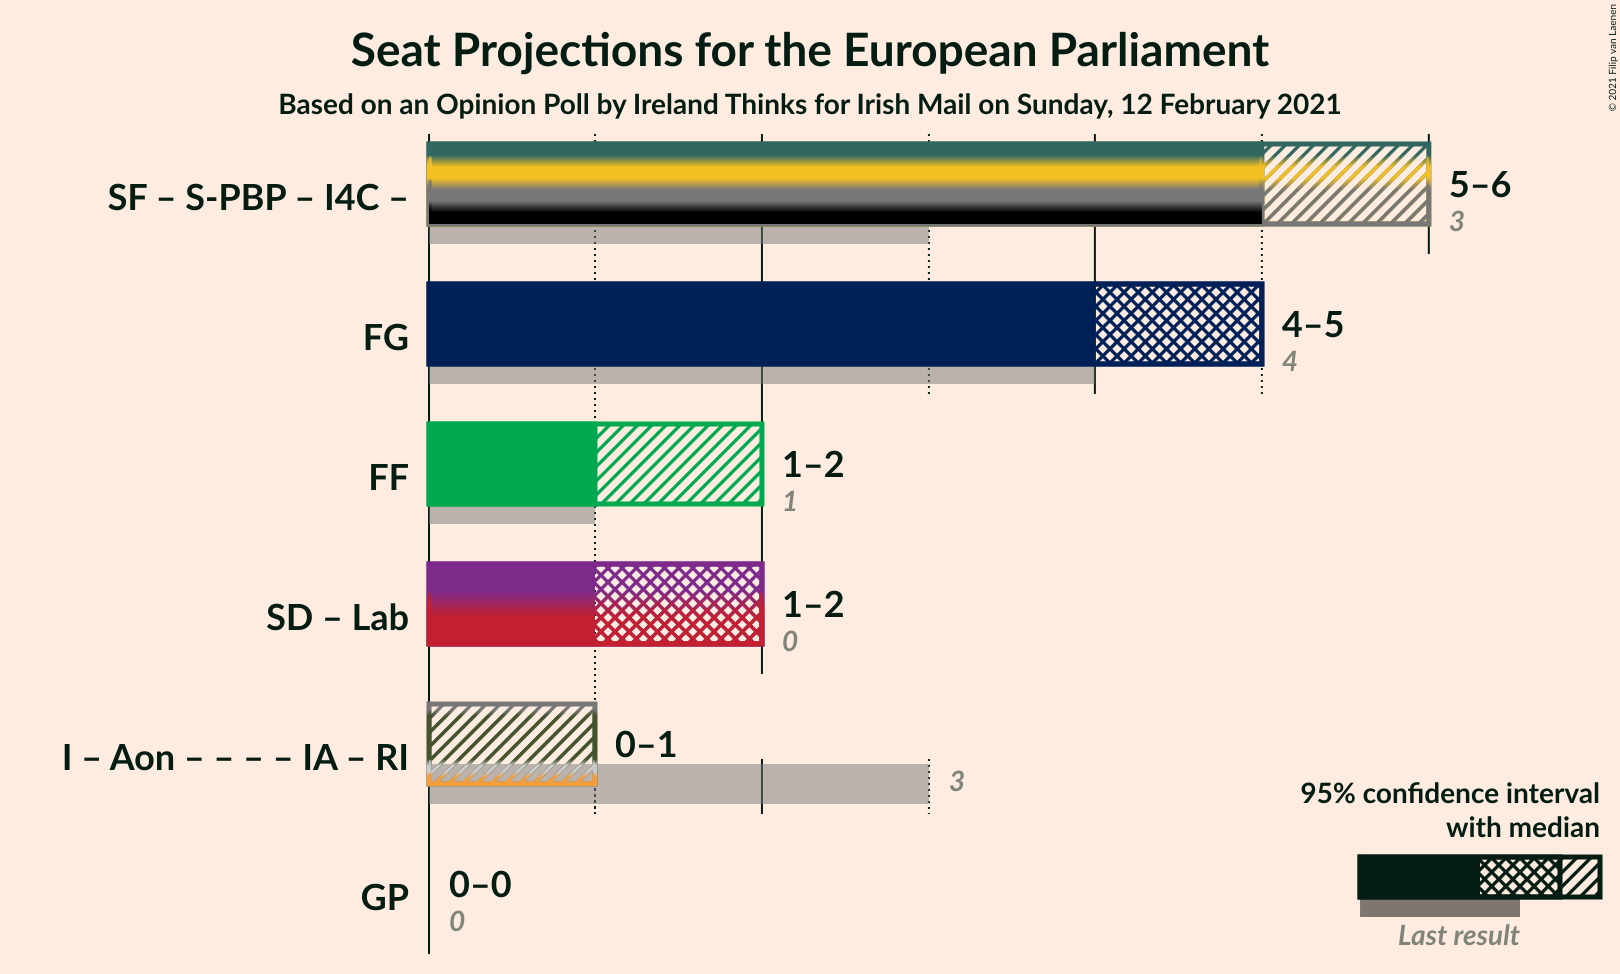 Seat Projections for the European Parliament
Based on an Opinion Poll by Ireland Thinks for Irish Mail on Sunday, 12 February 2021
© 2021 Filip van Laenen
SF – S-PBP – I4C –
5–6
3
FG
4–5
4
FF
1–2
1
SD – Lab
1–2
0
I – Aon – – – – IA – RI
0–1
3
GP
0–0
0
95% confidence interval
with median
Last result